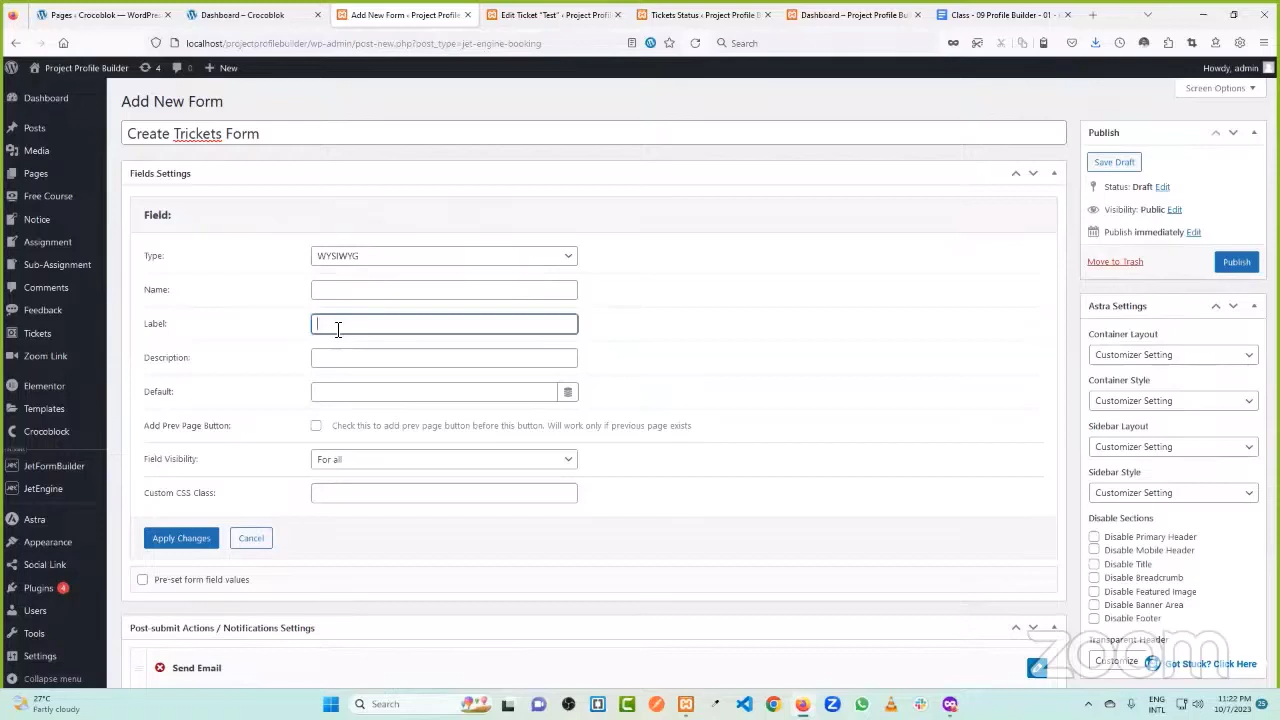 Pages ‹ Crocoblock — WordPres
Dashboard — Crocoblock
Add New Form ‹ Project Profile
Edit Ticket "Test" ‹ Project Profil
Tickets Status ‹ Project Profile B
Dashboard ‹ Project Profile Bu
Class - 09 Profile Builder -
localhost/projectorofilebuilder/wp-admin/post-new.php?post_type=jet-engine-booking
Search
Project Profile Builder
4
0
New
Howdy, admin
Dashboard
Posts
Media
Pages
Free Course
Notice
Assignment
Sub-Assignment
Comments
Feedback
Tickets
Zoom Link
Elementor
Templates
Crocoblock
JetFormBuilder
JetEngine
Astra
Appearance
Social Link
Plugins 4
Users
Tools
Settings
Collapse menu
Add New Form
Screen Options
Create Trickets Form
Fields Settings
Field:
Type:
WYSIWYG
Name:
Label:
Description:
Default:
Add Prev Page Button:
Check this to add prev page button before this button. Will work only if previous page exists
Field Visibility:
For all
Custom CSS Class:
Apply Changes
Cancel
Pre-set form field values
Post-submit Actions / Notifications Settings
Send Email
Publish
Save Draft
Status: Draft Edit
Visibility: Public Edit
Publish immediately Edit
Move to Trash
Publish
Astra Settings
Container Layout
Customizer Setting
Container Style
Customizer Setting
Sidebar Layout
Customizer Setting
Sidebar Style
Customizer Setting
Disable Sections
Disable Primary Header
Disable Mobile Header
Disable Title
Disable Breadcrumb
Disable Featured Image
Disable Banner Area
Disable Footer
Transparent Header
Customize
Got Stuck? Click Here
zoom
27°C
Partly cloudy
Search
ENG
INTL
11:22 PM
10/7/2023